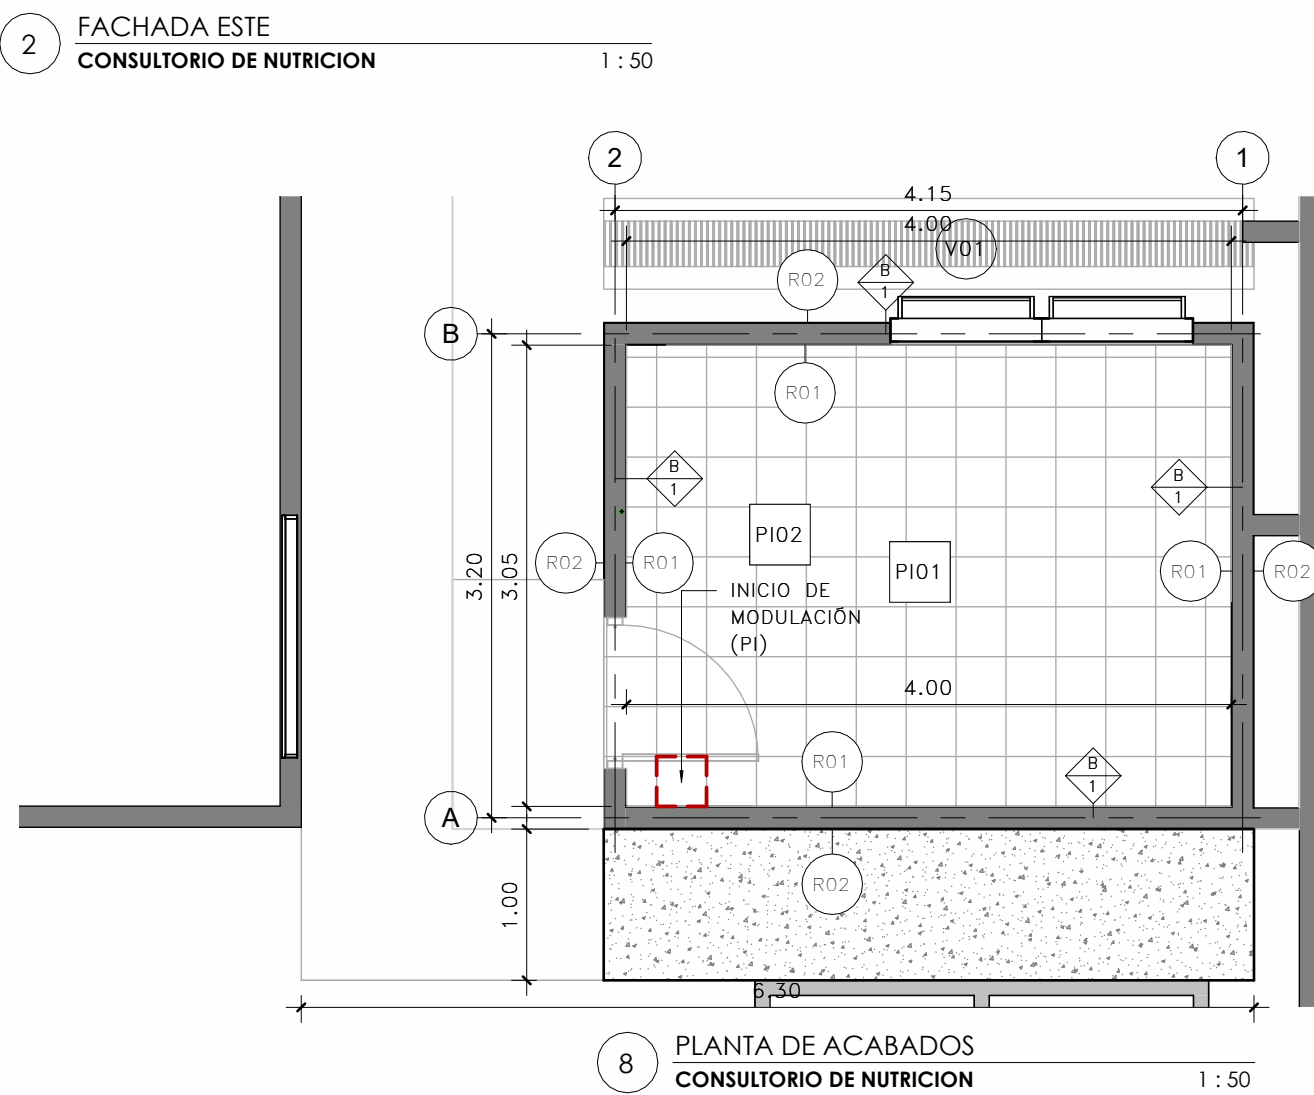 2
FACHADA ESTE
CONSULTORIO DE NUTRICION 1 : 50
2
1
4.15
4.00
V01
R02
B
1
B
R01
B
1
B
1
PI02
PI01
3.20
3.05
R02
R01
R01
R02
INICIO DE
MODULACIÓN
(PI)
4.00
R01
B
1
A
R02
1.00
6.30
8
PLANTA DE ACABADOS
CONSULTORIO DE NUTRICION 1 : 50